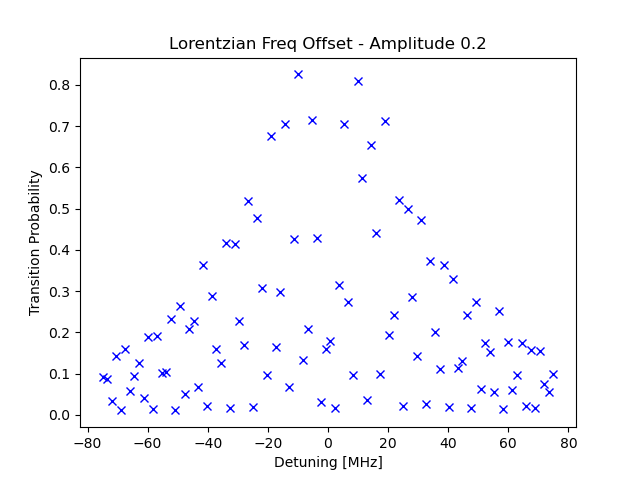 Lorentzian Freq Offset - Amplitude 0.2
Transition Probability
0.8
0.7
0.6
0.5
0.4
0.3
0.2
0.1
0.0
−80 −60 −40 −20 0 20 40 60 80
Detuning [MHz]